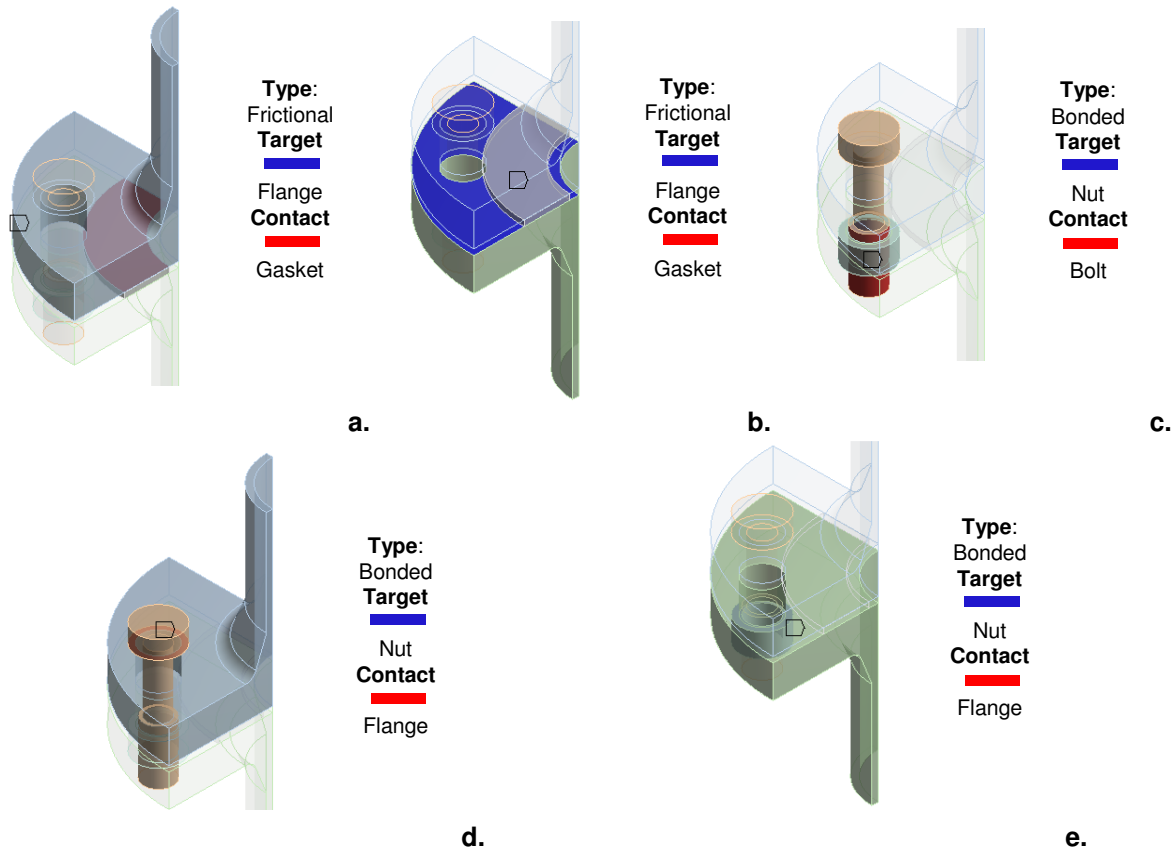 Type:
Frictional
Target
Flange
Contact
Gasket
a.
Type:
Frictional
Target
Flange
Contact
Gasket
b.
Type:
Bonded
Target
Nut
Contact
Bolt
c.
Type:
Bonded
Target
Nut
Contact
Flange
d.
Type:
Bonded
Target
Nut
Contact
Flange
e.